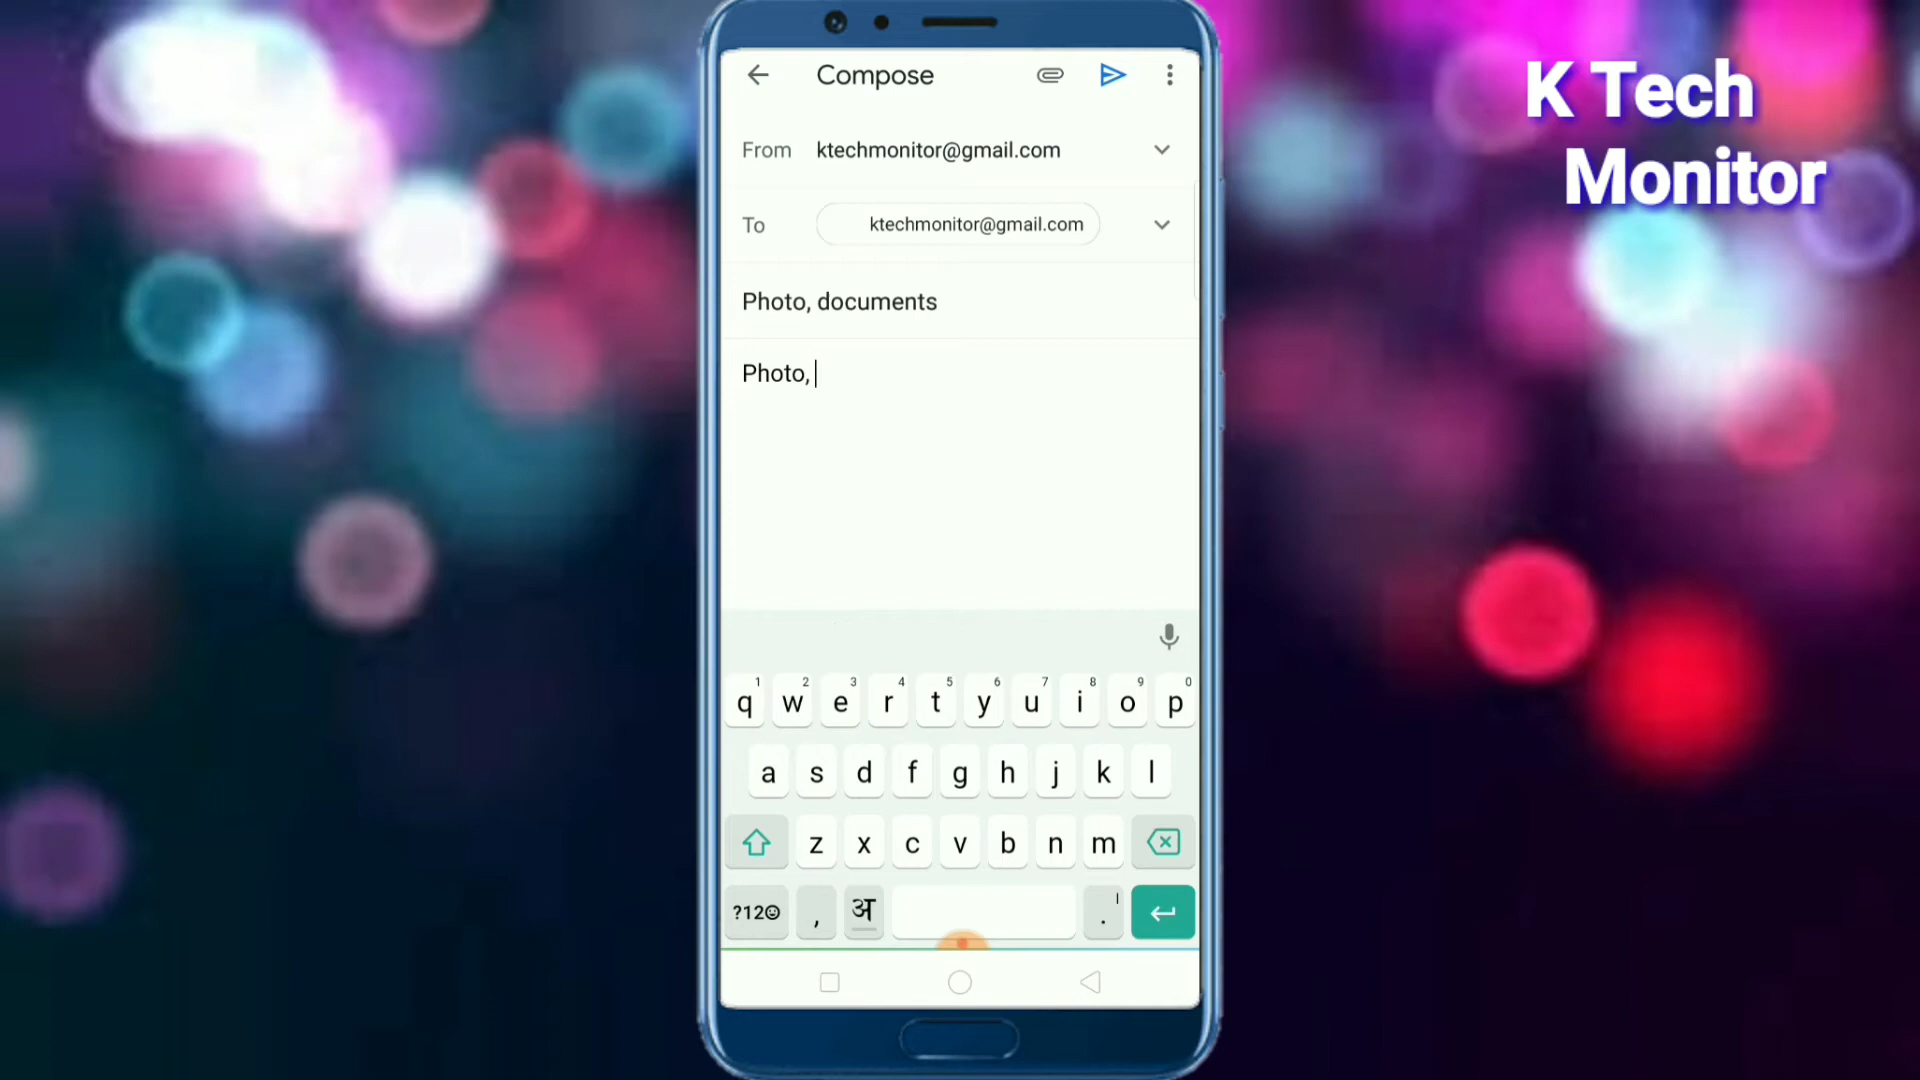 K Tech
Monitor
Compose
From ktechmonitor@gmail.com
To ktechmonitor@gmail.com
Photo, documents
Photo,
1 2 3 4 5 6 7 8 9 0
q w e r t y u i o p
a s d f g h j k l
z x c v b n m
?12☺ , अ .